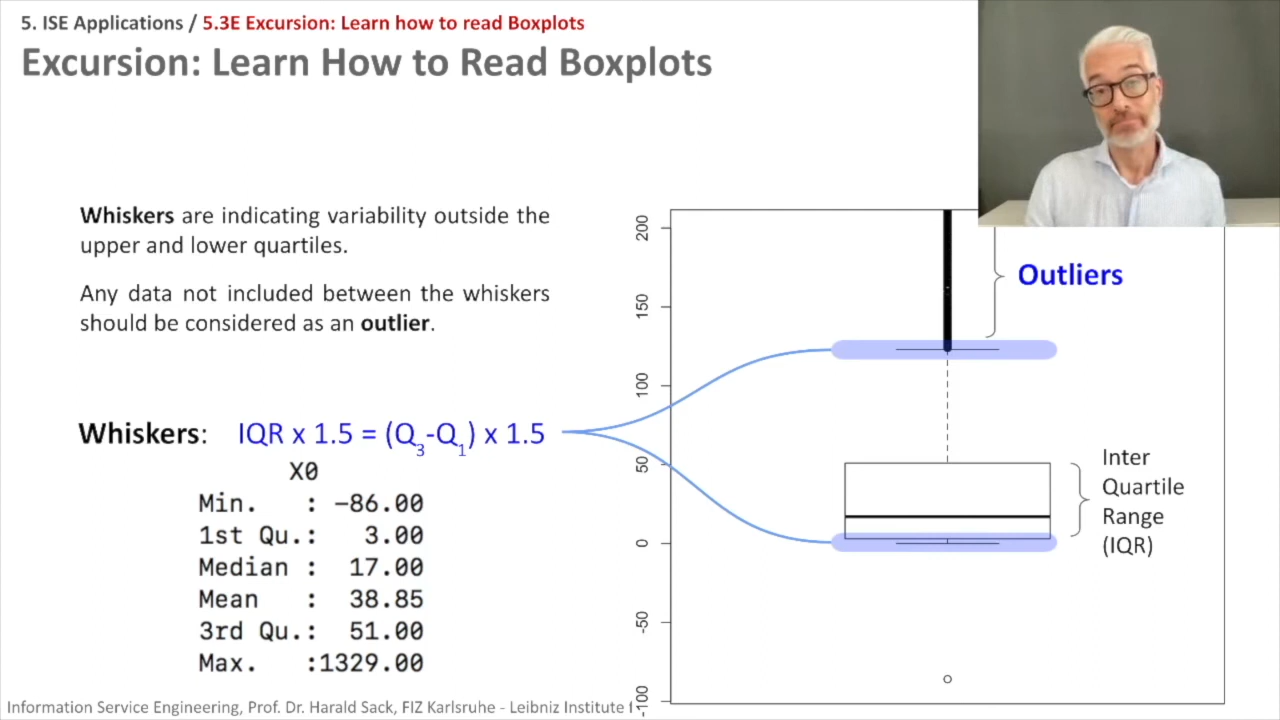 5. ISE Applications / 5.3E Excursion: Learn how to read Boxplots
Excursion: Learn How to Read Boxplots
Whiskers are indicating variability outside the
upper and lower quartiles.
Any data not included between the whiskers
should be considered as an outlier.
Whiskers: IQR x 1.5 = (Q3-Q1) x 1.5
X0
Min. : -86.00
1st Qu.: 3.00
Median : 17.00
Mean : 38.85
3rd Qu.: 51.00
Max. :1329.00
200
150
100
50
0
-50
-100
Outliers
Inter
Quartile
Range
(IQR)
Information Service Engineering, Prof. Dr. Harald Sack, FIZ Karlsruhe - Leibniz Institute